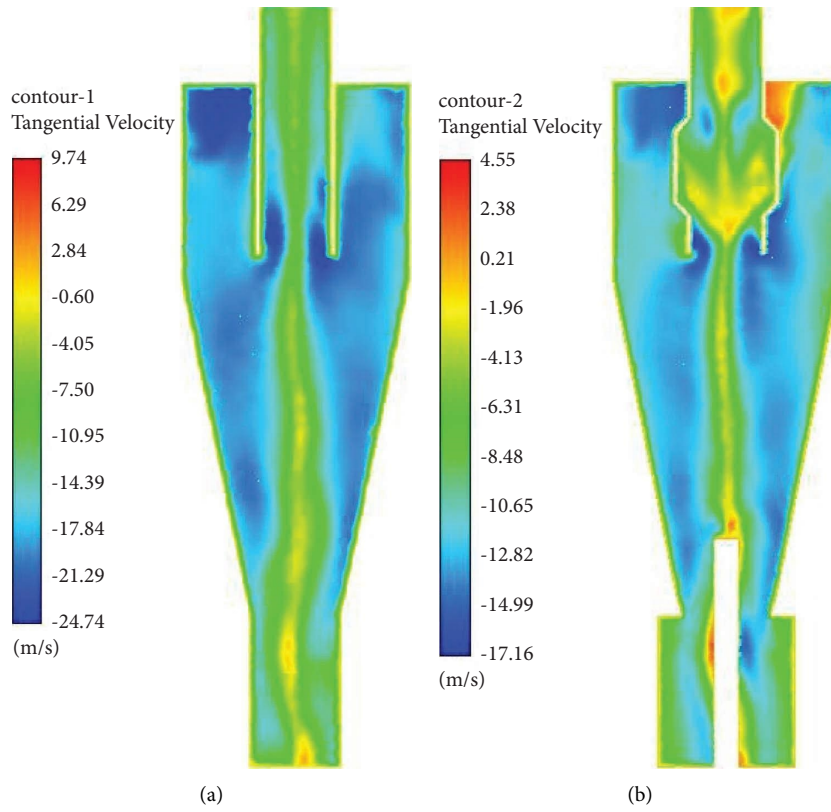 contour-1
Tangential Velocity
9.74
6.29
2.84
-0.60
-4.05
-7.50
-10.95
-14.39
-17.84
-21.29
-24.74
(m/s)
(a)
contour-2
Tangential Velocity
4.55
2.38
0.21
-1.96
-4.13
-6.31
-8.48
-10.65
-12.82
-14.99
-17.16
(m/s)
(b)